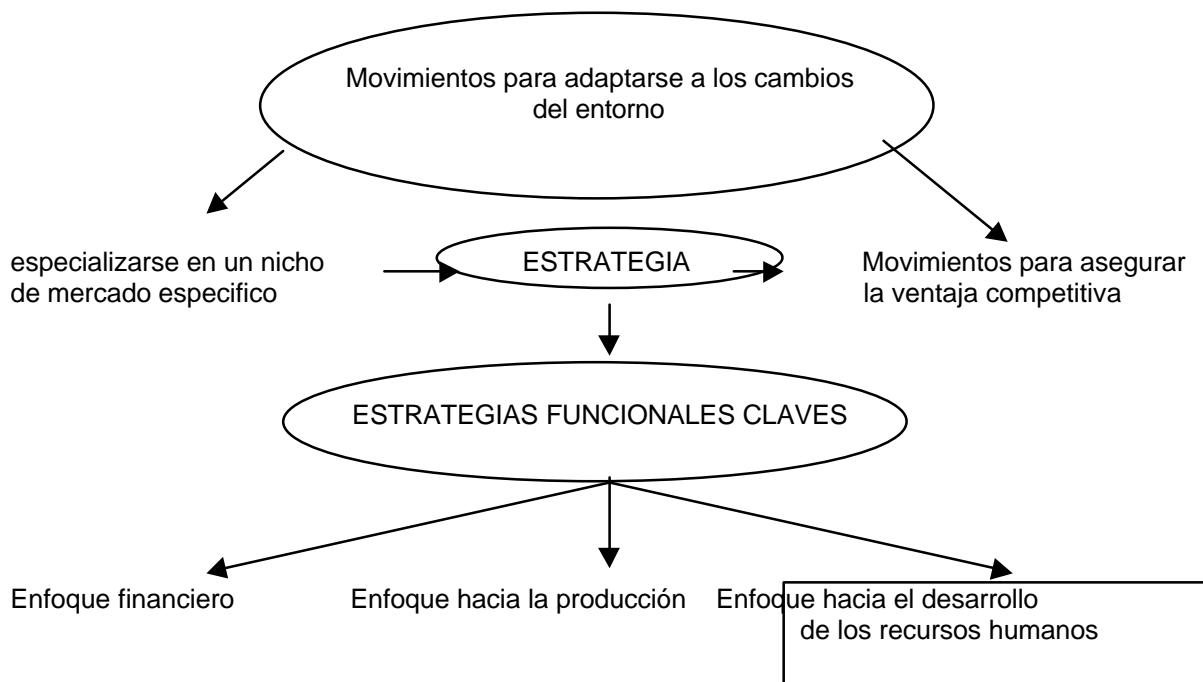 Movimientos para adaptarse a los cambios
del entorno
especializarse en un nicho
de mercado especifico
ESTRATEGIA
Movimientos para asegurar
la ventaja competitiva
ESTRATEGIAS FUNCIONALES CLAVES
Enfoque financiero
Enfoque hacia la producción
Enfoque hacia el desarrollo
de los recursos humanos